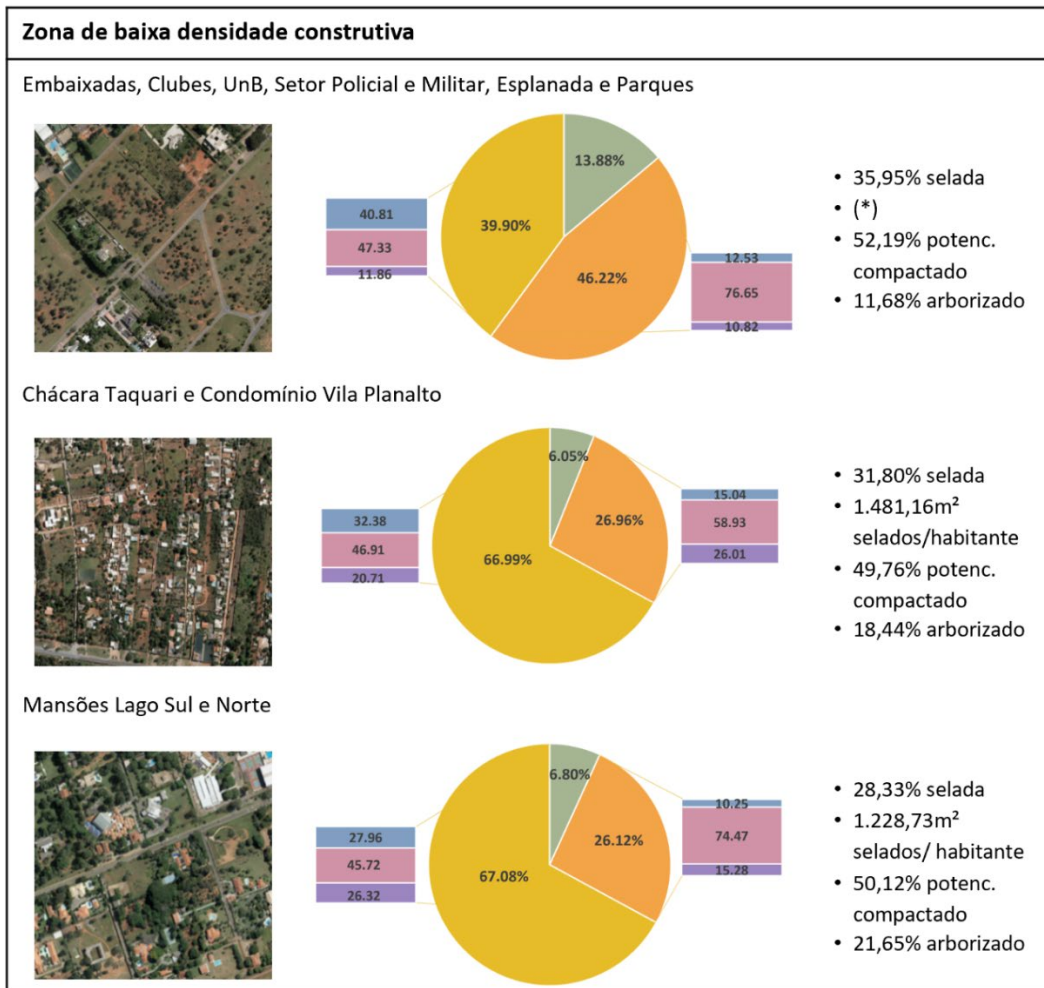 Zona de baixa densidade construtiva
Embaixadas, Clubes, UnB, Setor Policial e Militar, Esplanada e Parques
40.81
47.33
11.86
39.90%
13.88%
46.22%
12.53
76.65
10.82
• 35,95% selada
• (*)
• 52,19% potenc.
compactado
• 11,68% arborizado
Chácara Taquari e Condomínio Vila Planalto
32.38
46.91
20.71
66.99%
6.05%
26.96%
15.04
58.93
26.01
• 31,80% selada
• 1.481,16m²
selados/habitante
• 49,76% potenc.
compactado
• 18,44% arborizado
Mansões Lago Sul e Norte
27.96
45.72
26.32
67.08%
6.80%
26.12%
10.25
74.47
15.28
• 28,33% selada
• 1.228,73m²
selados/ habitante
• 50,12% potenc.
compactado
• 21,65% arborizado